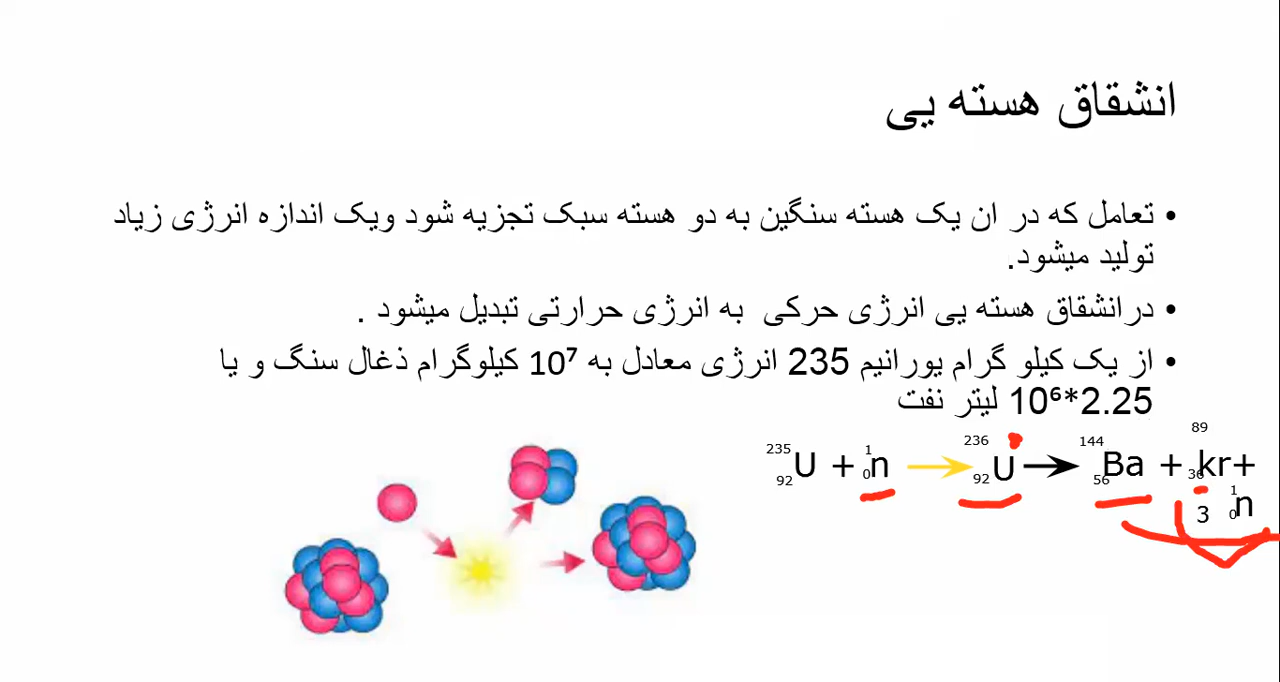 انشقاق هسته یی
• تعامل که در ان یک هسته سنگین به دو هسته سبک تجزیه شود ویک اندازه انرژی زیاد
تولید میشود.
• درانشقاق هسته یی انرژی حرکی به انرژی حرارتی تبدیل میشود .
• از یک کیلو گرام یورانیم 235 انرژی معادل به 10⁷ کیلوگرام ذغال سنگ و یا
2.25*10⁶ لیتر نفت
²³⁵₉₂U + ¹₀n → ²³⁶₉₂U → ¹⁴⁴₅₆Ba + ⁸⁹₃₆kr+
3 ¹₀n